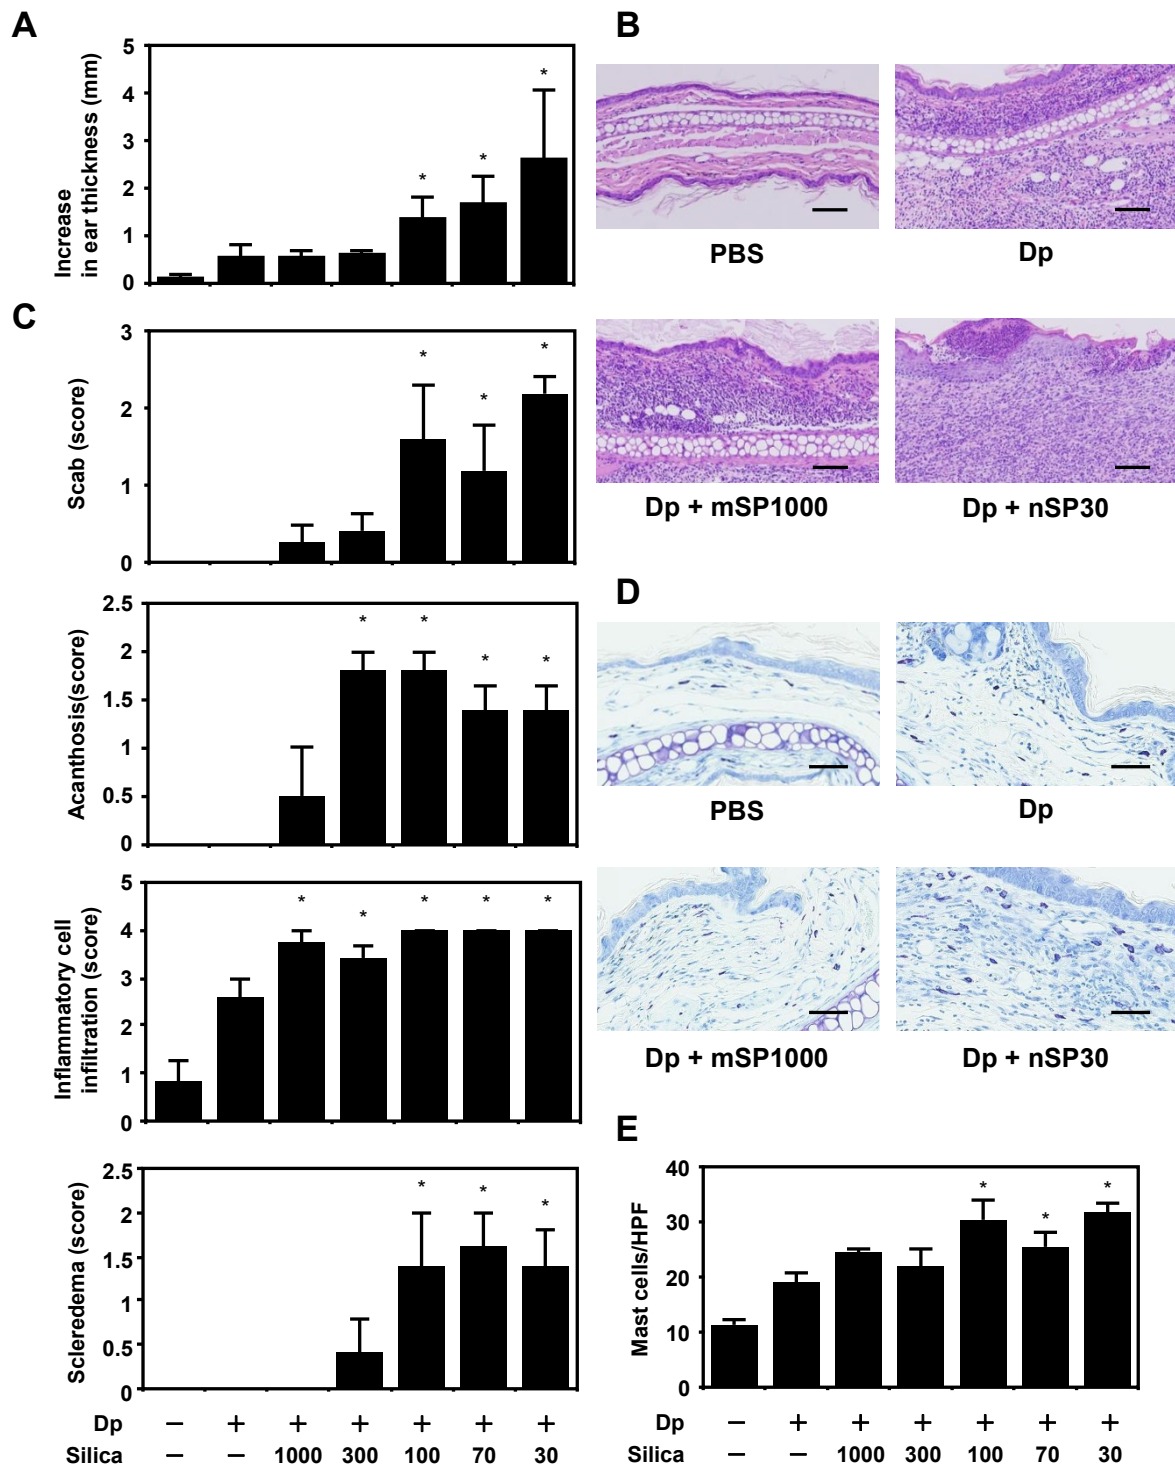 A
5
4
3
2
1
0
Increase
in ear thickness (mm)
*
*
*
B
PBS
Dp
Dp + mSP1000
Dp + nSP30
C
3
2
1
0
Scab (score)
*
*
*
2.5
2
1.5
1
0.5
0
Acanthosis(score)
*
*
*
*
5
4
3
2
1
0
Inflammatory cell
infiltration (score)
*
*
*
*
*
2.5
2
1.5
1
0.5
0
Scleredema (score)
*
*
*
Dp − + + + + + +
Silica − − 1000 300 100 70 30
D
PBS
Dp
Dp + mSP1000
Dp + nSP30
E
40
30
20
10
0
Mast cells/HPF
*
*
*
Dp − + + + + + +
Silica − − 1000 300 100 70 30